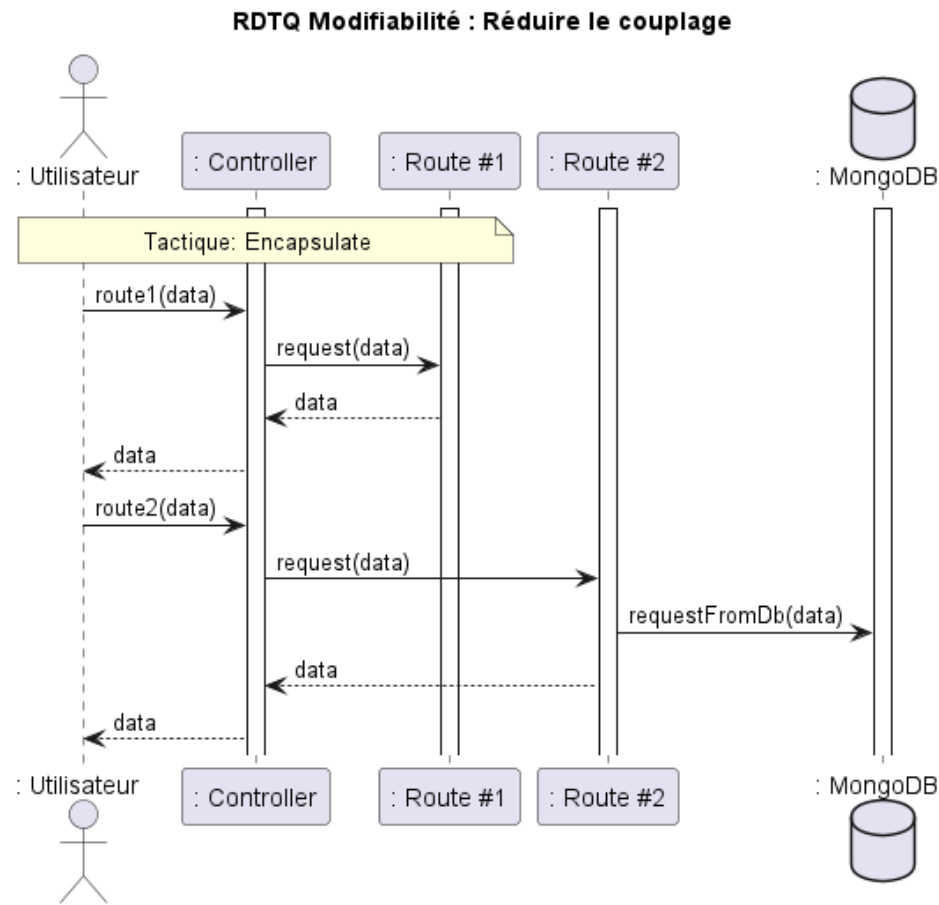 RDTQ Modifiabilité : Réduire le couplage
: Utilisateur
: Controller
: Route #1
: Route #2
: MongoDB
Tactique: Encapsulate
route1(data)
request(data)
data
data
route2(data)
request(data)
requestFromDb(data)
data
data
: Utilisateur
: Controller
: Route #1
: Route #2
: MongoDB